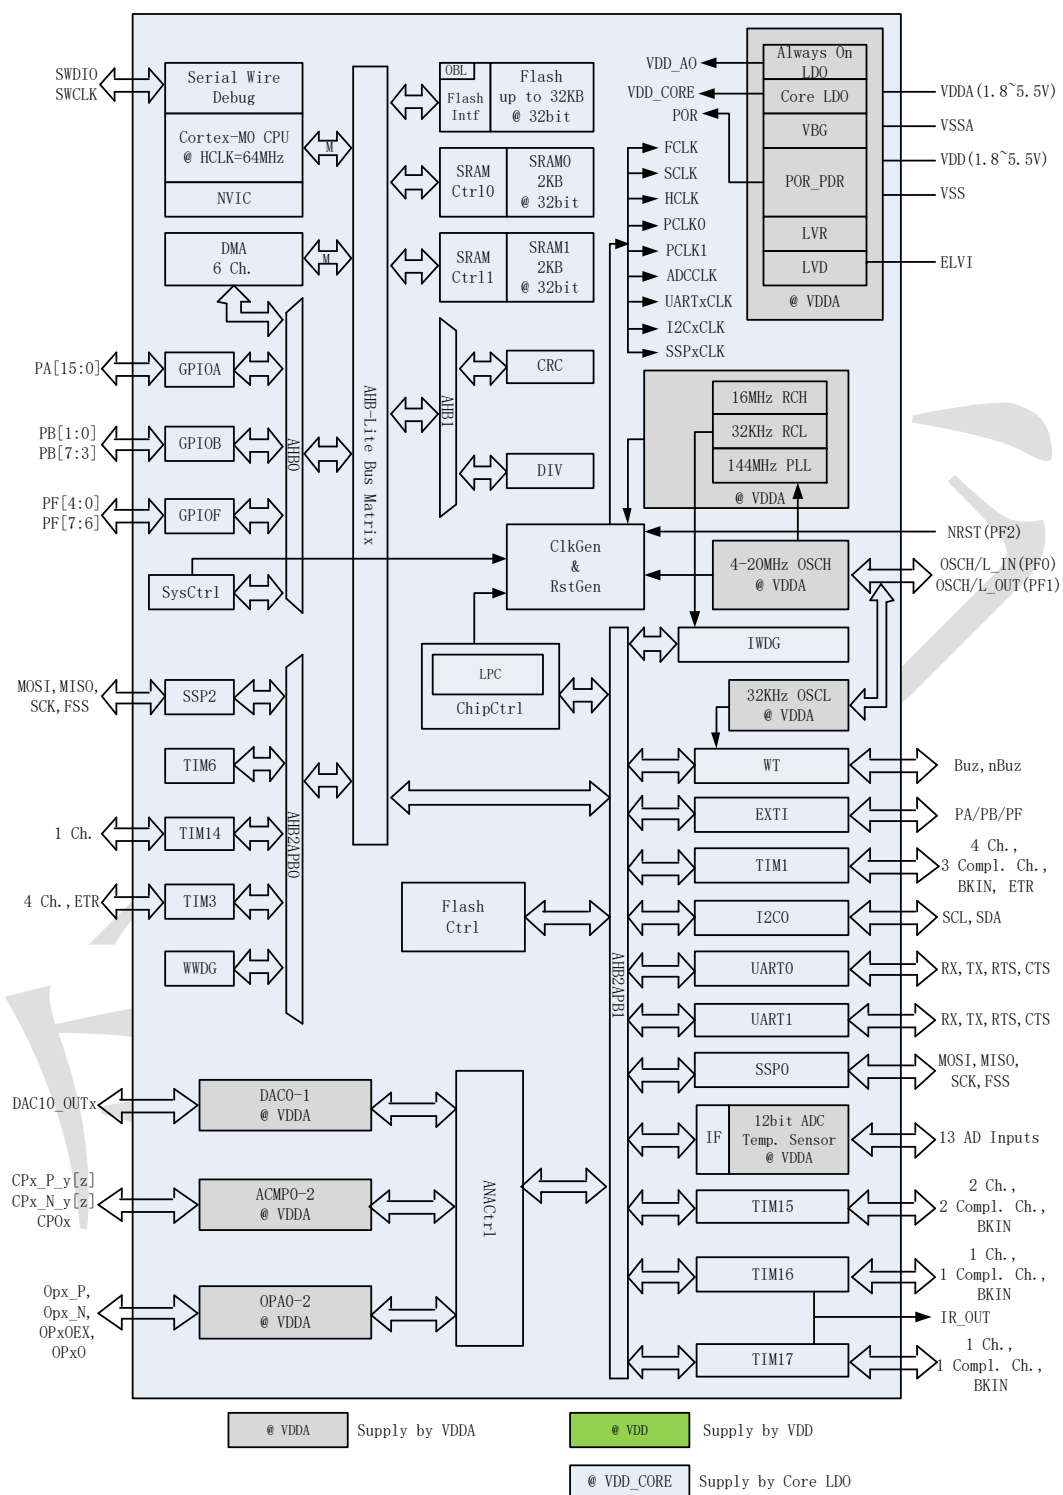 SWDIO
SWCLK
Serial Wire
Debug
Cortex-M0 CPU
@ HCLK=64MHz
NVIC
M
DMA
6 Ch.
M
OBL
Flash
Intf
Flash
up to 32KB
@ 32bit
SRAM
Ctrl0
SRAM0
2KB
@ 32bit
SRAM
Ctrl1
SRAM1
2KB
@ 32bit
VDD_AO
VDD_CORE
POR
Always On
LDO
Core LDO
VBG
POR_PDR
LVR
LVD
@ VDDA
VDDA(1.8~5.5V)
VSSA
VDD(1.8~5.5V)
VSS
ELVI
FCLK
SCLK
HCLK
PCLK0
PCLK1
ADCCLK
UARTxCLK
I2CxCLK
SSPxCLK
PA[15:0]
GPIOA
PB[1:0]
PB[7:3]
GPIOB
PF[4:0]
PF[7:6]
GPIOF
SysCtrl
AHB0
AHB-Lite Bus Matrix
AHB1
CRC
DIV
16MHz RCH
32KHz RCL
144MHz PLL
@ VDDA
ClkGen
&
RstGen
4-20MHz OSCH
@ VDDA
NRST(PF2)
OSCH/L_IN(PF0)
OSCH/L_OUT(PF1)
LPC
ChipCtrl
IWDG
32KHz OSCL
@ VDDA
MOSI,MISO,
SCK,FSS
SSP2
TIM6
1 Ch.
TIM14
4 Ch.,ETR
TIM3
WWDG
AHB2APB0
Flash
Ctrl
AHB2APB1
WT
Buz,nBuz
EXTI
PA/PB/PF
TIM1
4 Ch.,
3 Compl. Ch.,
BKIN, ETR
I2C0
SCL,SDA
UART0
RX,TX,RTS,CTS
UART1
RX,TX,RTS,CTS
SSP0
MOSI,MISO,
SCK,FSS
IF
12bit ADC
Temp. Sensor
@ VDDA
13 AD Inputs
TIM15
2 Ch.,
2 Compl. Ch.,
BKIN
TIM16
1 Ch.,
1 Compl. Ch.,
BKIN
IR_OUT
TIM17
1 Ch.,
1 Compl. Ch.,
BKIN
DAC10_OUTx
DAC0-1
@ VDDA
CPx_P_y[z]
CPx_N_y[z]
CPOx
ACMP0-2
@ VDDA
Opx_P,
Opx_N,
OPxOEX,
OPxO
OPA0-2
@ VDDA
ANACtrl
@ VDDA
Supply by VDDA
@ VDD
Supply by VDD
@ VDD_CORE
Supply by Core LDO